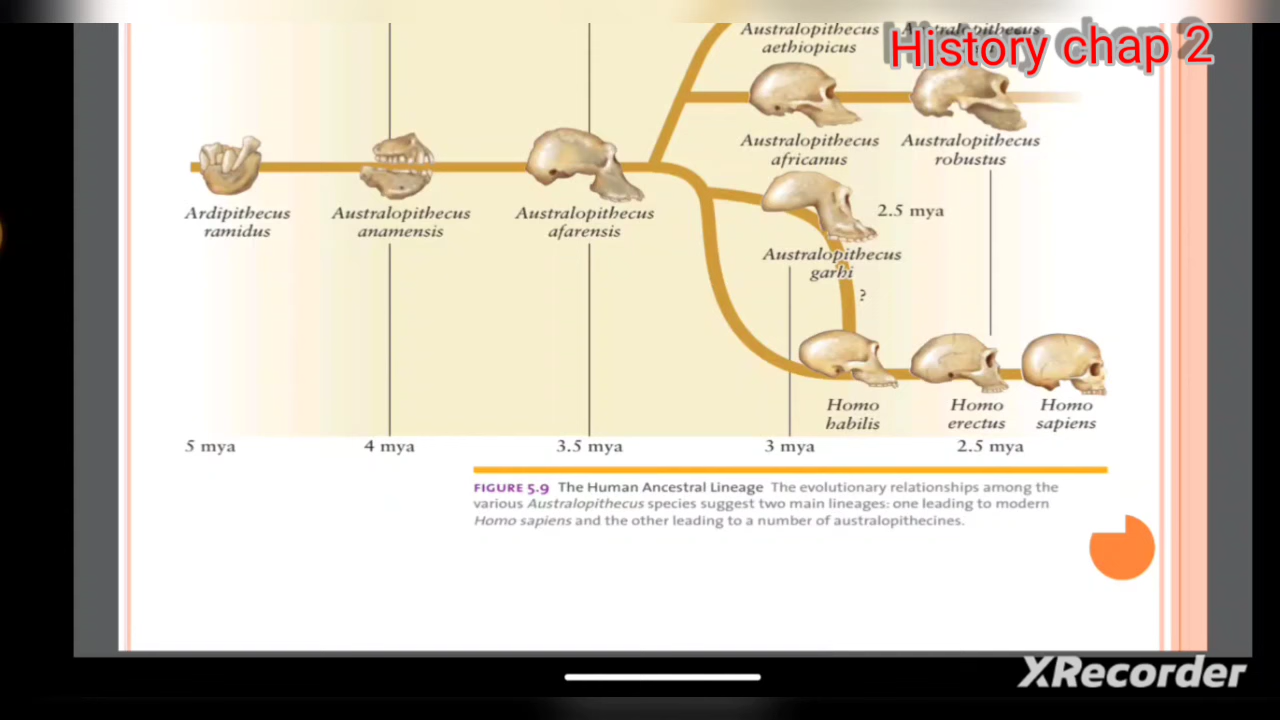 Australopithecus
aethiopicus
History chap 2
Australopithecus
africanus
Australopithecus
robustus
2.5 mya
Ardipithecus
ramidus
Australopithecus
anamensis
Australopithecus
afarensis
Australopithecus
garhi
?
Homo
habilis
Homo
erectus
Homo
sapiens
5 mya
4 mya
3.5 mya
3 mya
2.5 mya
FIGURE 5.9 The Human Ancestral Lineage The evolutionary relationships among the
various Australopithecus species suggest two main lineages: one leading to modern
Homo sapiens and the other leading to a number of australopithecines.
XRecorder